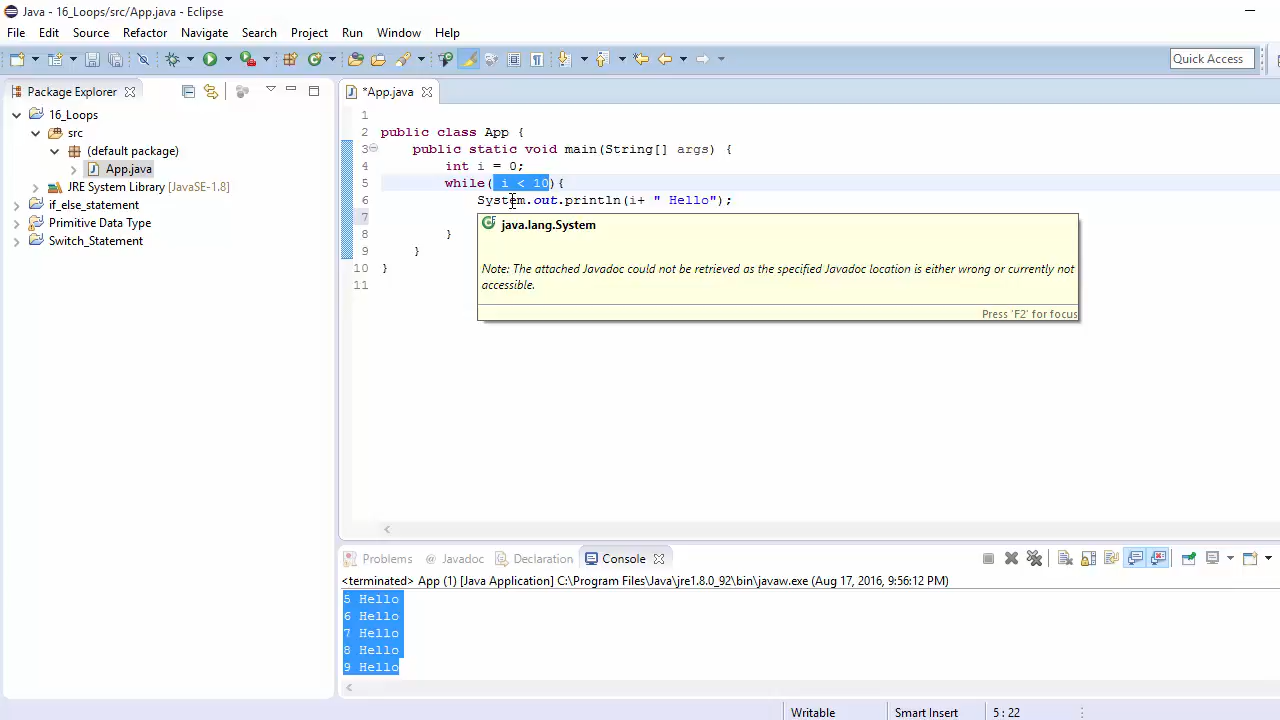 Java - 16_Loops/src/App.java - Eclipse
File Edit Source Refactor Navigate Search Project Run Window Help
Quick Access
Package Explorer
*App.java
16_Loops
src
(default package)
App.java
JRE System Library [JavaSE-1.8]
if_else_statement
Primitive Data Type
Switch_Statement
1
2 public class App {
3 public static void main(String[] args) {
4 int i = 0;
5 while( i < 10){
6 System.out.println(i+ " Hello");
7
8 }
9 }
10 }
11
java.lang.System
Note: The attached Javadoc could not be retrieved as the specified Javadoc location is either wrong or currently not
accessible.
Press 'F2' for focus
Problems @ Javadoc Declaration Console
<terminated> App (1) [Java Application] C:\Program Files\Java\jre1.8.0_92\bin\javaw.exe (Aug 17, 2016, 9:56:12 PM)
5 Hello
6 Hello
7 Hello
8 Hello
9 Hello
Writable Smart Insert 5 : 22